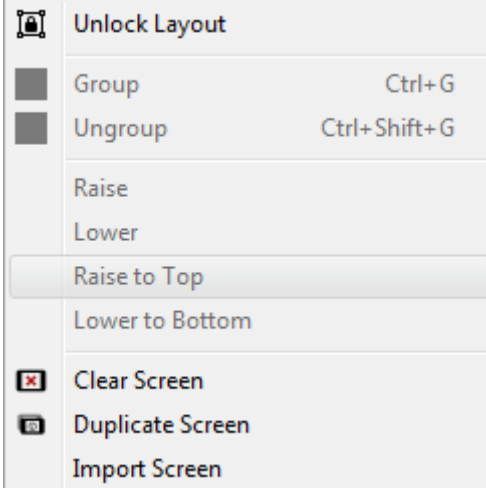 Unlock Layout
Group Ctrl+G
Ungroup Ctrl+Shift+G
Raise
Lower
Raise to Top
Lower to Bottom
Clear Screen
Duplicate Screen
Import Screen